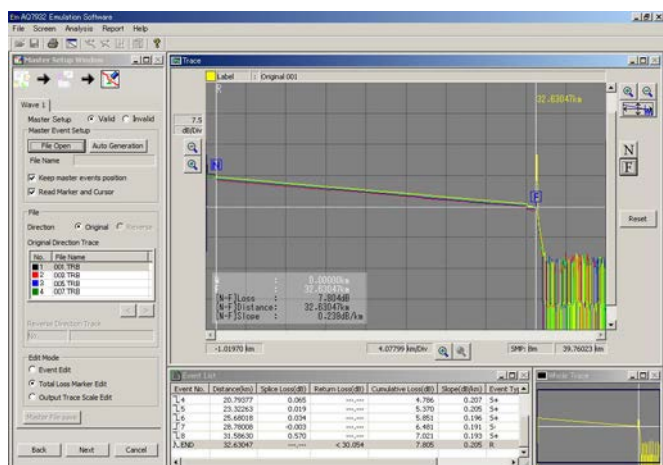 Em AQ7932 Emulation Software
File Screen Analysis Report Help
Master Setup Window
Wave 1
Master Setup Valid Invalid
Master Event Setup
File Open Auto Generation
File Name
Keep master events position
Read Marker and Cursor
File
Direction Original Reverse
Original Direction Trace
No. File Name
1 001.TRB
2 003.TRB
3 005.TRB
4 007.TRB
< >
Reverse Direction Trace
Edit Mode
Event Edit
Total Loss Marker Edit
Output Trace Scale Edit
Master File save
Back Next Cancel
Trace
Label : Original 001
7.5
dB/Div
R
32.63047km
N
F
N : 0.00000km
F : 32.63047km
[N-F]Loss : 7.804dB
[N-F]Distance: 32.63047km
[N-F]Slope : 0.239dB/km
N
F
Reset
-1.01970 km 4.07799 km/Div SMP: 8m 39.76023 km
Event List
Event No. Distance(km) Splice Loss(dB) Return Loss(dB) Cumulative Loss(dB) Slope(dB/km) Event Typ
4 20.79377 0.065 ---.--- 4.786 0.207 S+
5 23.32263 0.019 ---.--- 5.370 0.205 S+
6 25.68018 0.034 ---.--- 5.851 0.196 S+
7 28.78008 -0.003 ---.--- 6.481 0.191 S-
8 31.58630 0.570 ---.--- 7.021 0.193 S+
END 32.63047 ---.--- < 30.054 7.805 0.205 R
Whole Trace